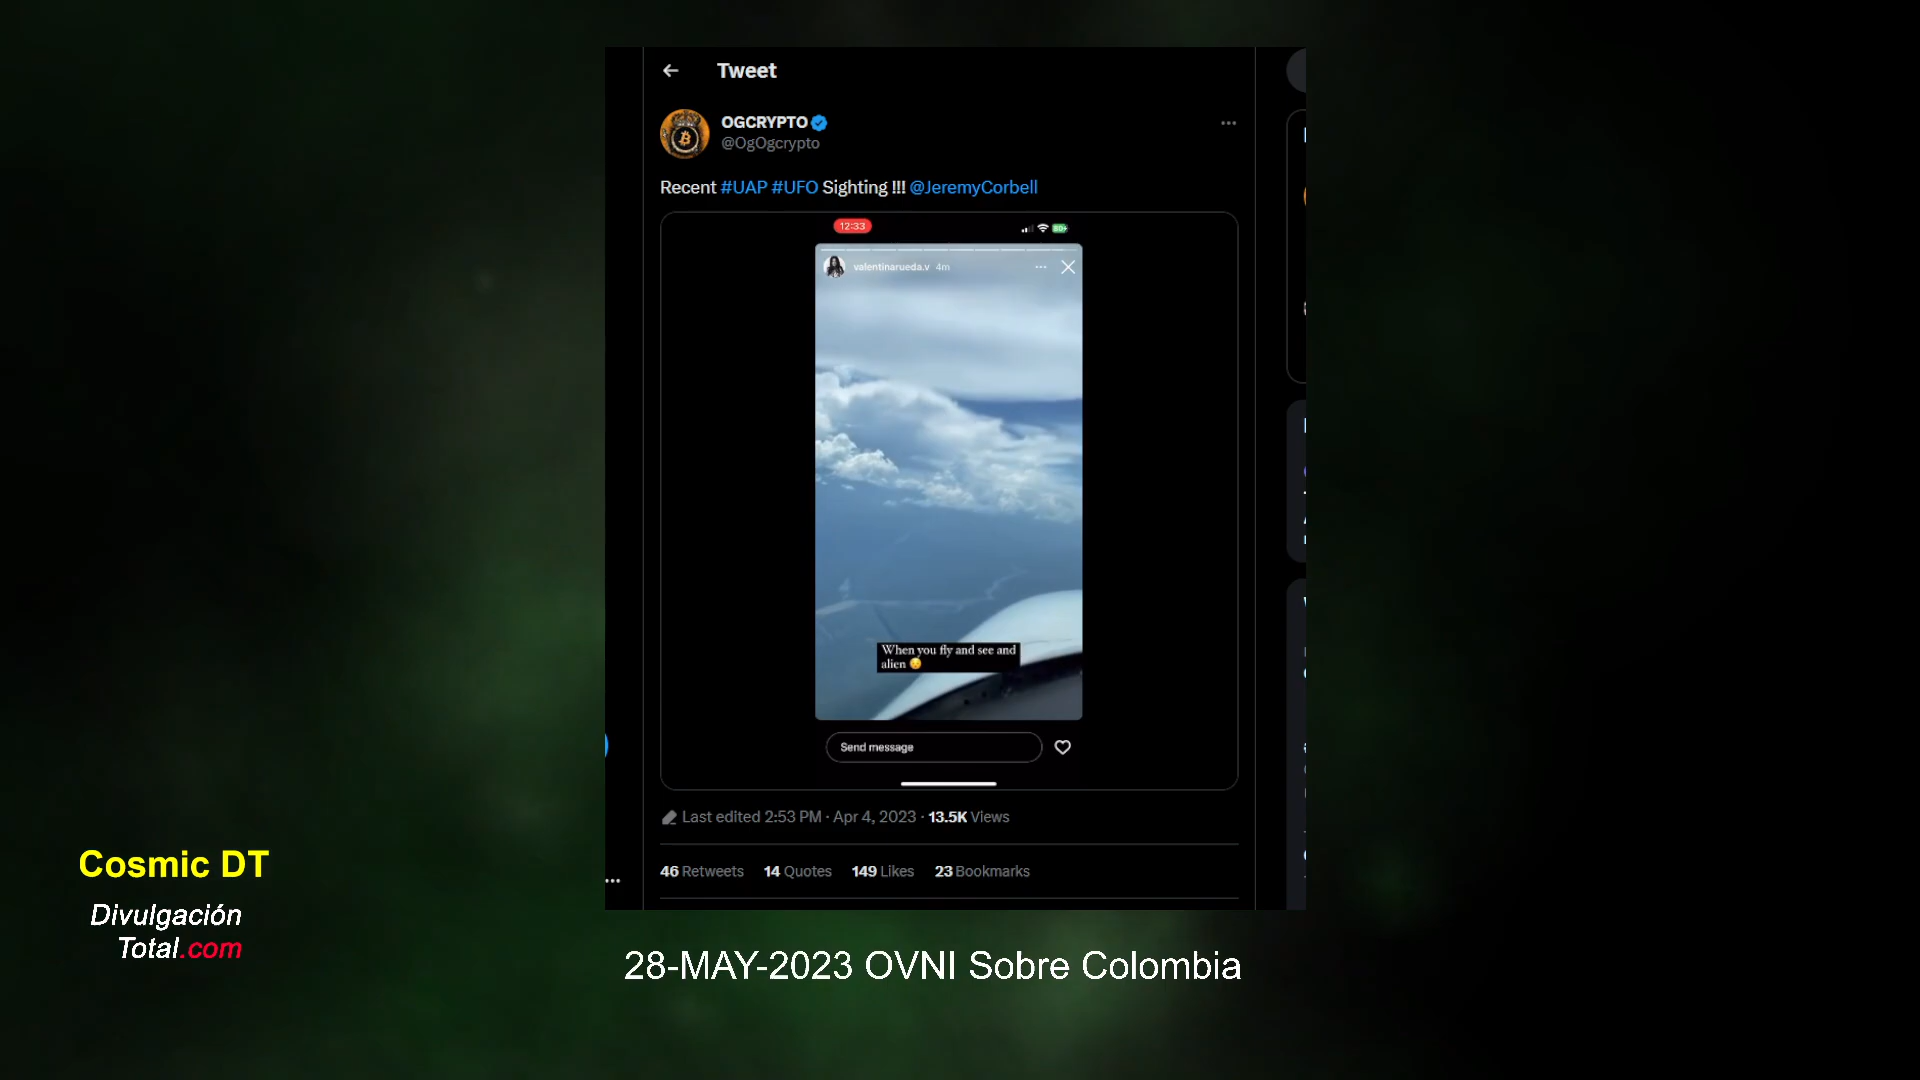 Tweet
OGCRYPTO
@OgOgcrypto
Recent #UAP #UFO Sighting !!! @JeremyCorbell
12:33
80+
valentinarueda.v 4m
When you fly and see and
alien
Send message
Last edited 2:53 PM · Apr 4, 2023 · 13.5K Views
46 Retweets 14 Quotes 149 Likes 23 Bookmarks
Cosmic DT
Divulgación
Total.com
28-MAY-2023 OVNI Sobre Colombia